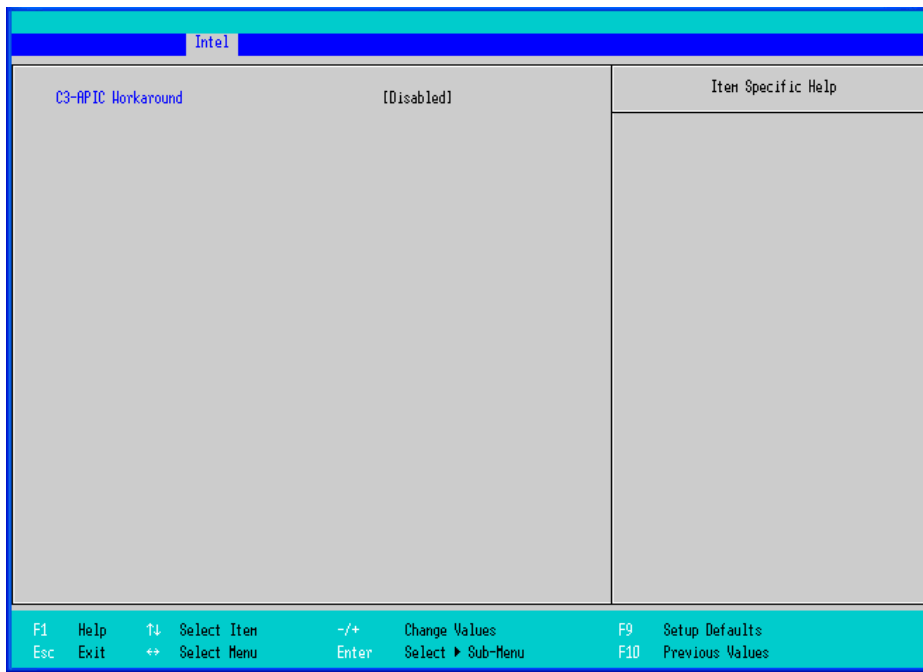 Intel
C3-APIC Workaround [Disabled]
Item Specific Help
F1 Help ↑↓ Select Item -/+ Change Values F9 Setup Defaults
Esc Exit ↔ Select Menu Enter Select ▶ Sub-Menu F10 Previous Values